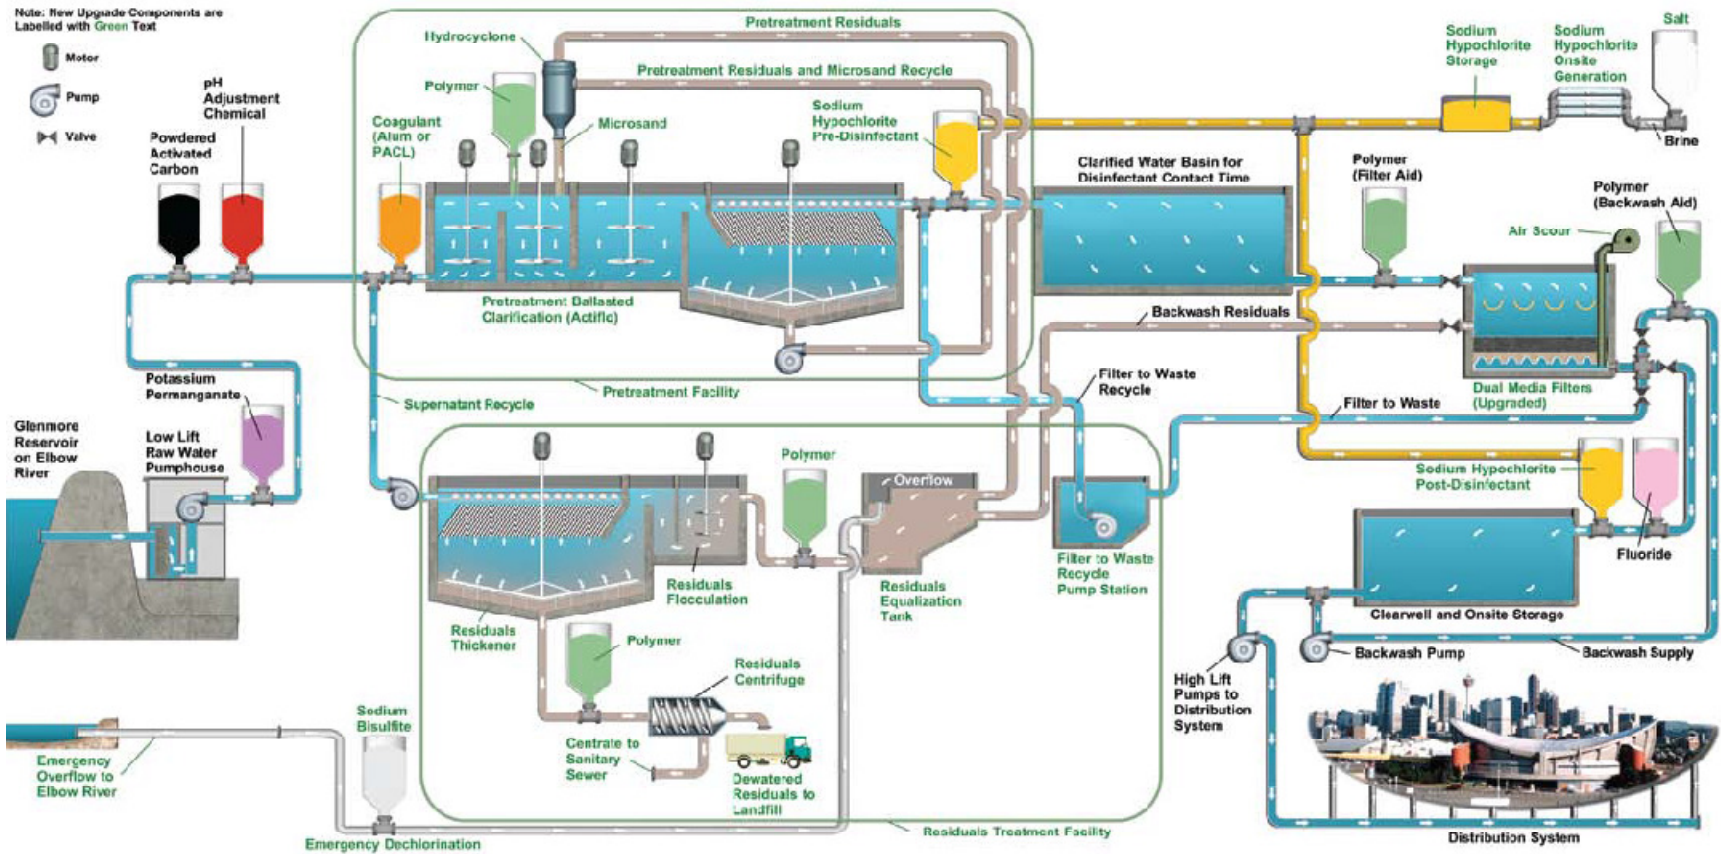 Note: New Upgrade Components are
Labelled with Green Text
Motor
Pump
Valve
Powdered
Activated
Carbon
pH
Adjustment
Chemical
Coagulant
(Alum or
PACL)
Polymer
Hydrocyclone
Microsand
Pretreatment Residuals
Pretreatment Residuals and Microsand Recycle
Sodium
Hypochlorite
Pre-Disinfectant
Clarified Water Basin for
Disinfectant Contact Time
Sodium
Hypochlorite
Storage
Sodium
Hypochlorite
Onsite
Generation
Salt
Brine
Polymer
(Filter Aid)
Polymer
(Backwash Aid)
Air Scour
Pretreatment Ballasted
Clarification (Actiflo)
Backwash Residuals
Pretreatment Facility
Supernatant Recycle
Filter to Waste
Recycle
Filter to Waste
Dual Media Filters
(Upgraded)
Potassium
Permanganate
Glenmore
Reservoir
on Elbow
River
Low Lift
Raw Water
Pumphouse
Polymer
Overflow
Sodium Hypochlorite
Post-Disinfectant
Fluoride
Residuals
Flocculation
Residuals
Equalization
Tank
Filter to Waste
Recycle
Pump Station
Residuals
Thickener
Polymer
Residuals
Centrifuge
Clearwell and Onsite Storage
Backwash Pump
Backwash Supply
High Lift
Pumps to
Distribution
System
Sodium
Bisulfite
Centrate to
Sanitary
Sewer
Dewatered
Residuals to
Landfill
Emergency
Overflow to
Elbow River
Emergency Dechlorination
Residuals Treatment Facility
Distribution System